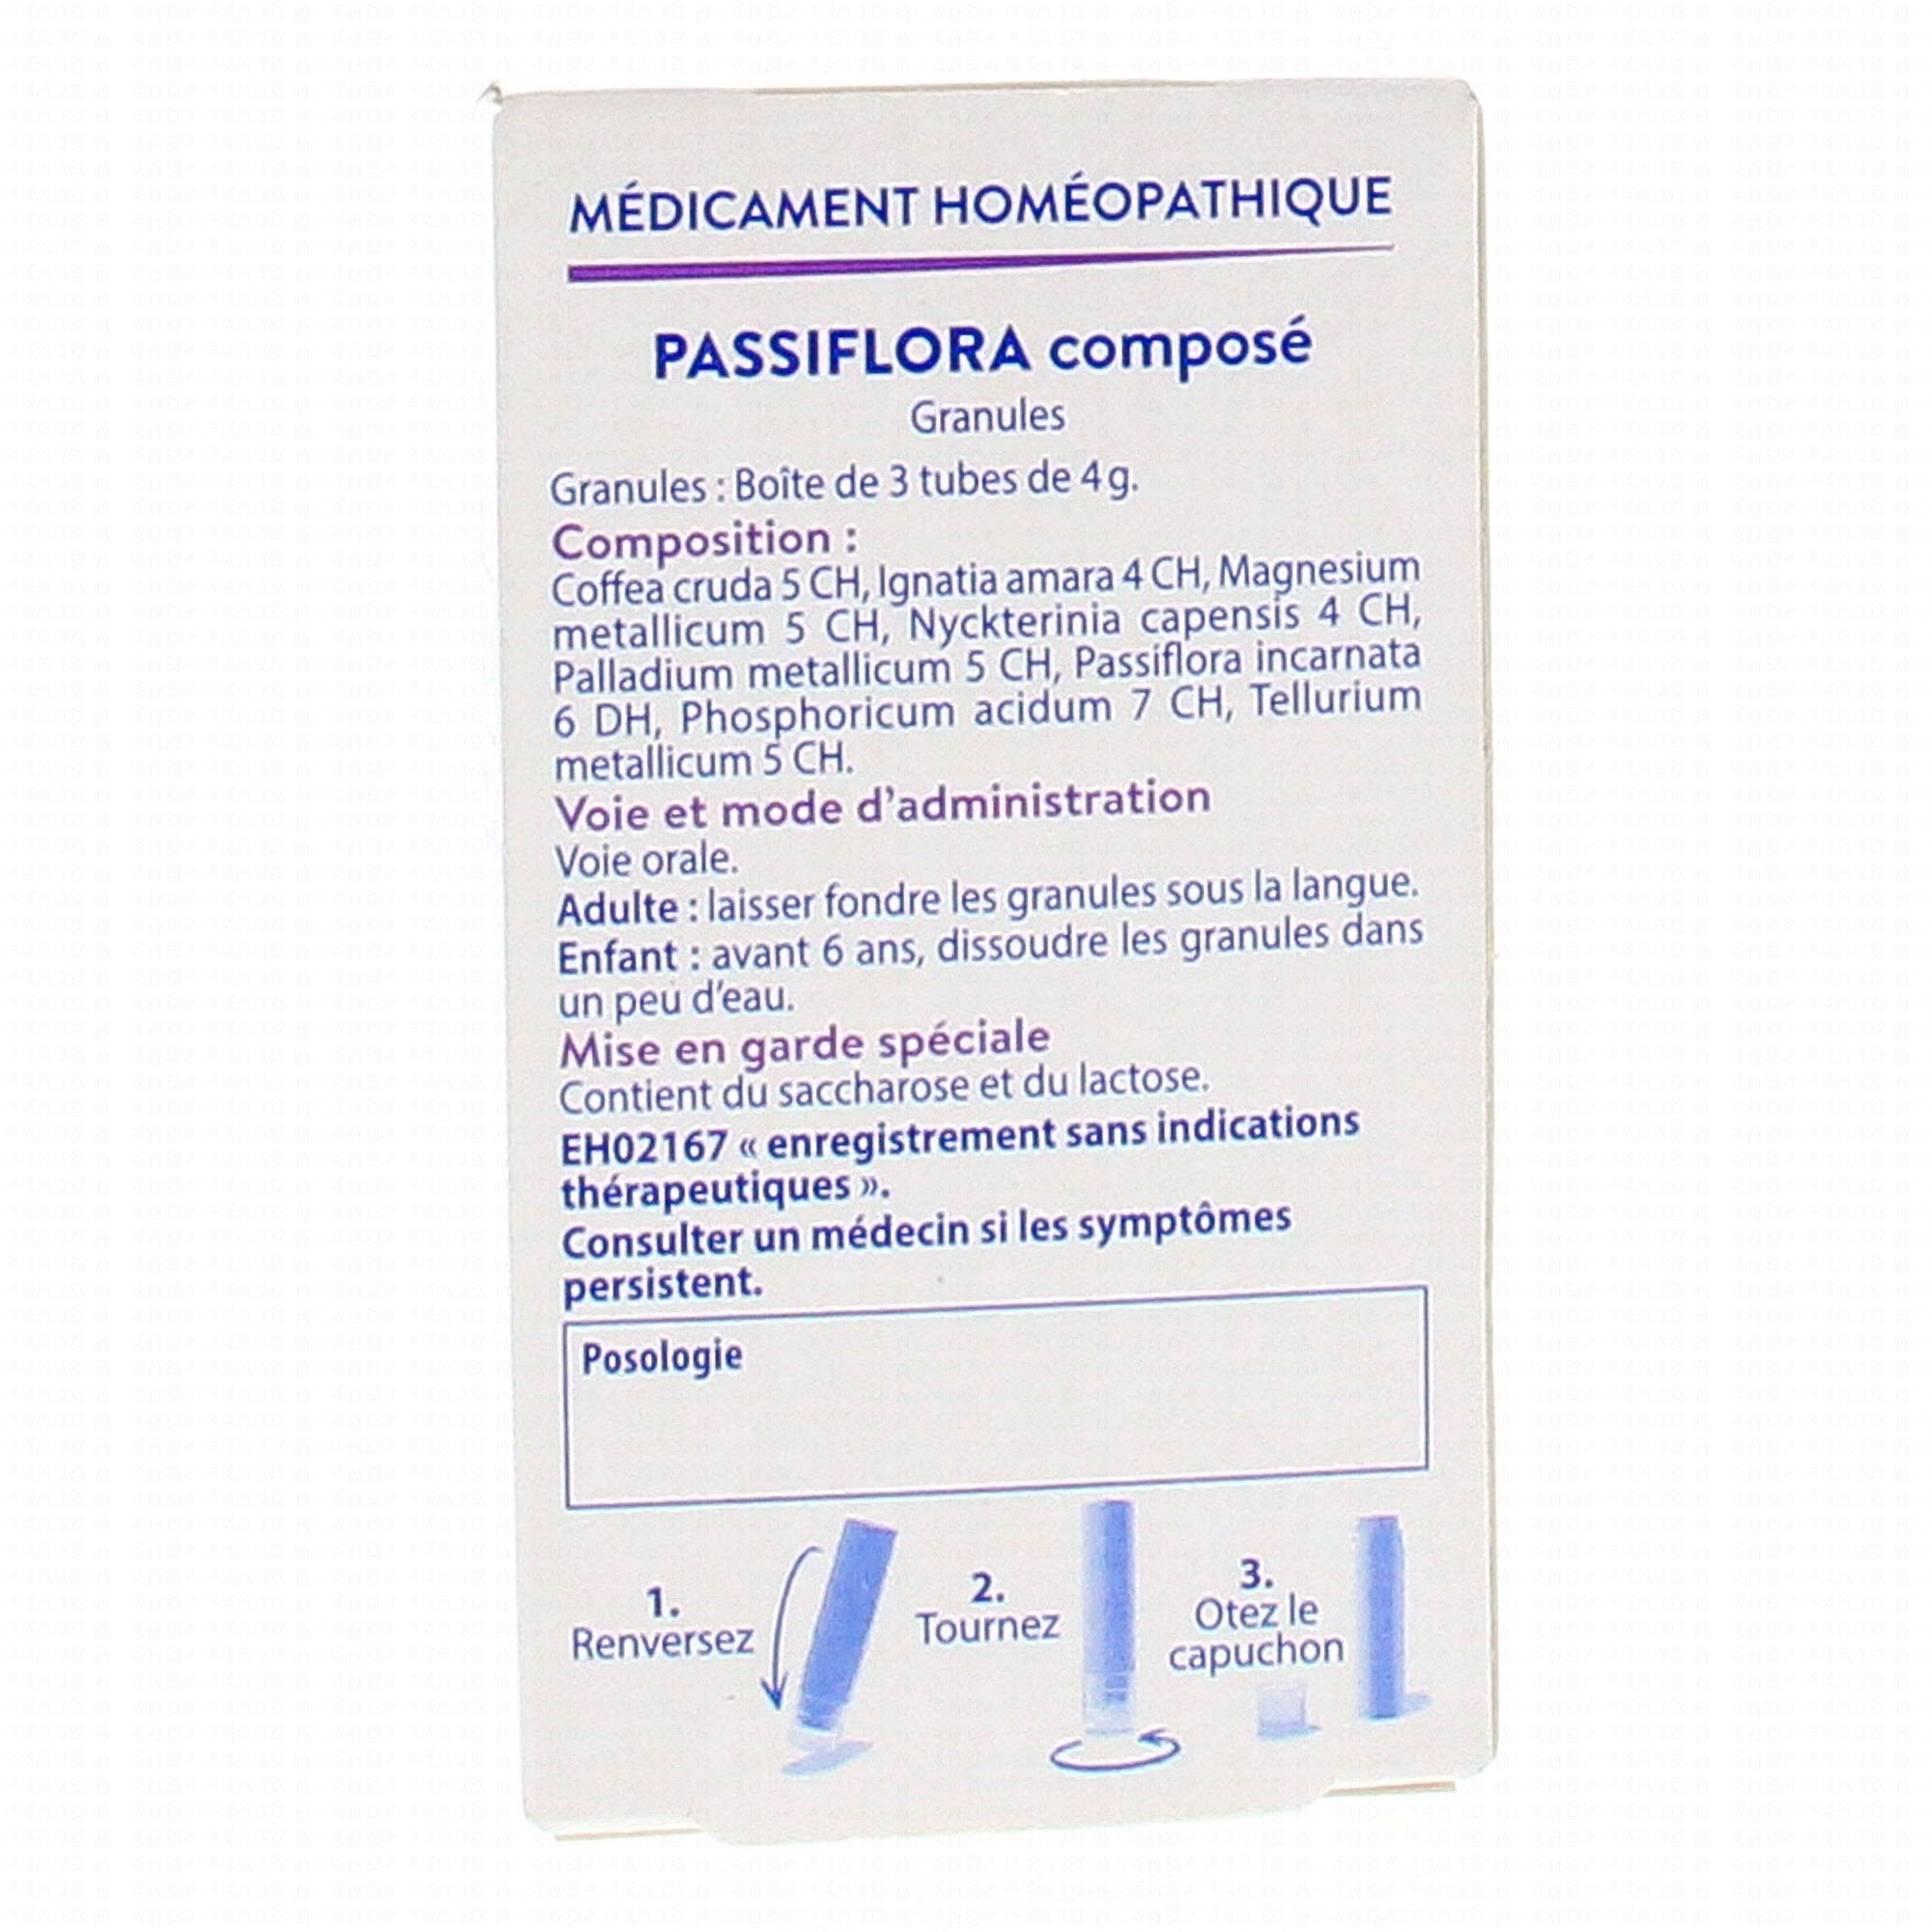 MÉDICAMENT HOMÉOPATHIQUE
PASSIFLORA composé
Granules
Granules : Boîte de 3 tubes de 4 g.
Composition :
Coffea cruda 5 CH, Ignatia amara 4 CH, Magnesium
metallicum 5 CH, Nyckterinia capensis 4 CH,
Palladium metallicum 5 CH, Passiflora incarnata
6 DH, Phosphoricum acidum 7 CH, Tellurium
metallicum 5 CH.
Voie et mode d’administration
Voie orale.
Adulte : laisser fondre les granules sous la langue.
Enfant : avant 6 ans, dissoudre les granules dans
un peu d’eau.
Mise en garde spéciale
Contient du saccharose et du lactose.
EH02167 « enregistrement sans indications
thérapeutiques ».
Consulter un médecin si les symptômes
persistent.
Posologie
1.
Renversez
2.
Tournez
3.
Otez le
capuchon